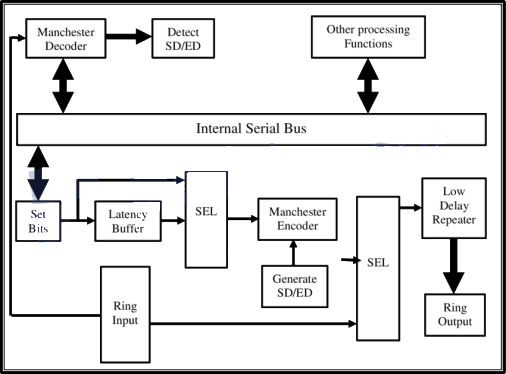 Manchester
Decoder
Detect
SD/ED
Other processing
Functions
Internal Serial Bus
Set
Bits
Latency
Buffer
SEL
Manchester
Encoder
Generate
SD/ED
SEL
Low
Delay
Repeater
Ring
Input
Ring
Output